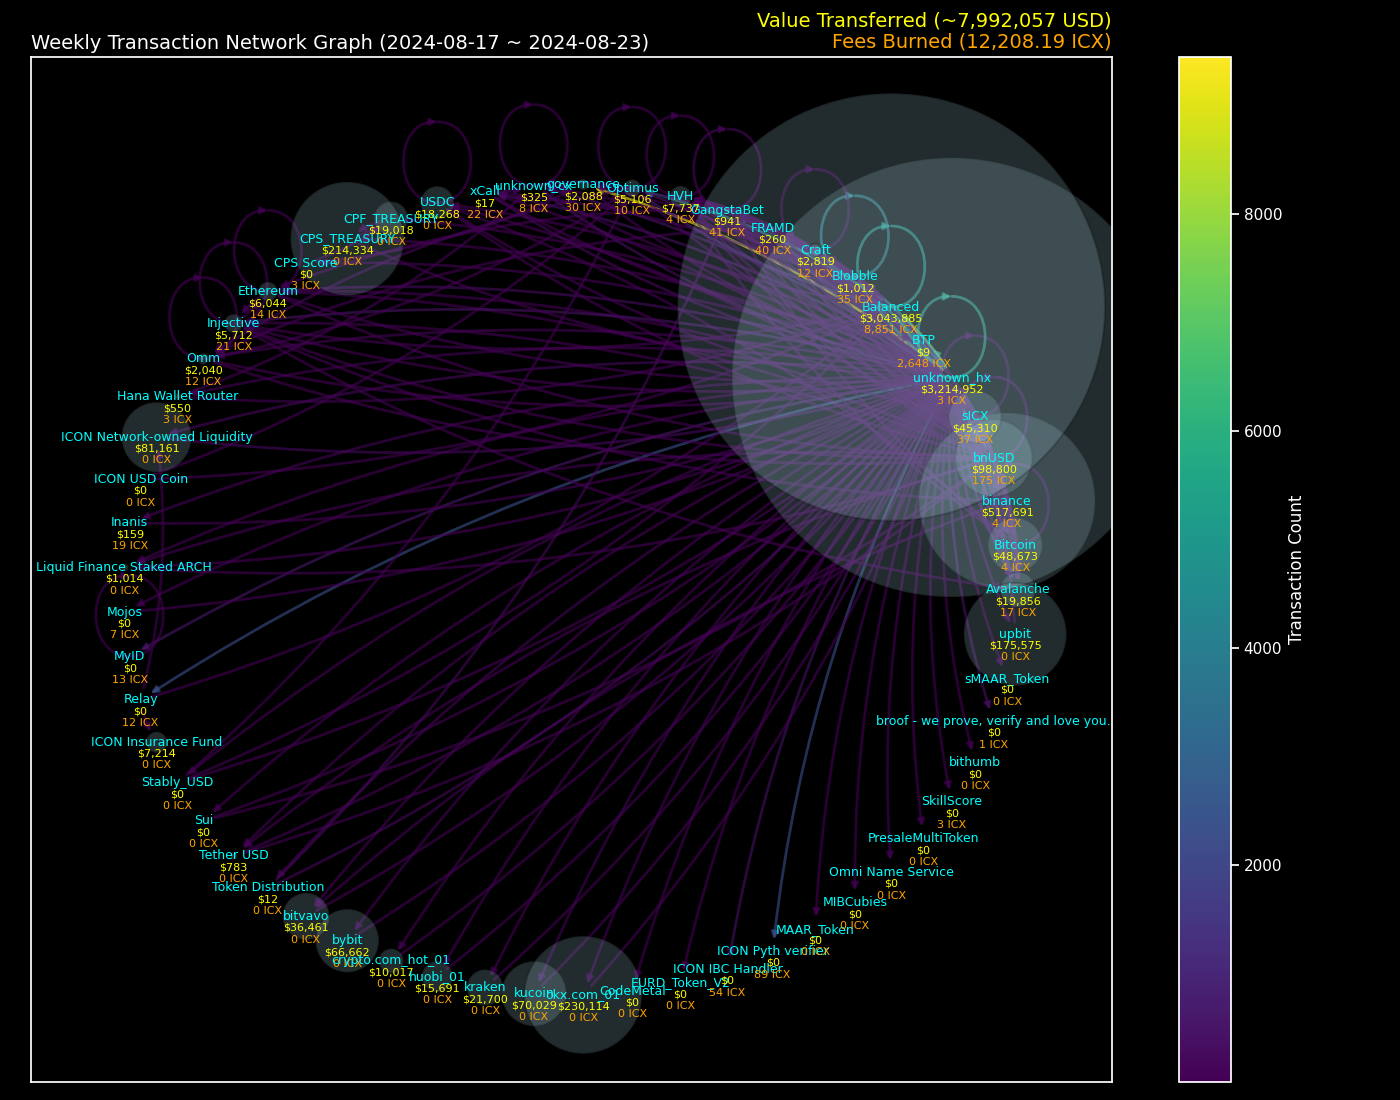 Value Transferred (~7,992,057 USD)
Weekly Transaction Network Graph (2024-08-17 ~ 2024-08-23)
Fees Burned (12,208.19 ICX)
unknown_hx
$3,214,952
3 ICX
BTP
$9
2,648 ICX
Balanced
$3,043,885
8,851 ICX
Blobble
$1,012
35 ICX
Craft
$2,819
12 ICX
FRAMD
$260
40 ICX
GangstaBet
$941
41 ICX
HVH
$7,737
4 ICX
Optimus
$5,106
10 ICX
governance
$2,088
30 ICX
unknown_cx
$325
8 ICX
xCall
$17
22 ICX
USDC
$18,268
0 ICX
CPF_TREASURY
$19,018
0 ICX
CPS_TREASURY
$214,334
0 ICX
CPS Score
$0
3 ICX
Ethereum
$6,044
14 ICX
Injective
$5,712
21 ICX
Omm
$2,040
12 ICX
Hana Wallet Router
$550
3 ICX
ICON Network-owned Liquidity
$81,161
0 ICX
ICON USD Coin
$0
0 ICX
Inanis
$159
19 ICX
Liquid Finance Staked ARCH
$1,014
0 ICX
Mojos
$0
7 ICX
MyID
$0
13 ICX
Relay
$0
12 ICX
ICON Insurance Fund
$7,214
0 ICX
Stably_USD
$0
0 ICX
Sui
$0
0 ICX
Tether USD
$783
0 ICX
Token Distribution
$12
0 ICX
bitvavo
$36,461
0 ICX
bybit
$66,662
0 ICX
crypto.com_hot_01
$10,017
0 ICX
huobi_01
$15,691
0 ICX
kraken
$21,700
0 ICX
kucoin
$70,029
0 ICX
okx.com_01
$230,114
0 ICX
CodeMetal
$0
0 ICX
EURD_Token_V2
$0
0 ICX
ICON IBC Handler
$0
54 ICX
ICON Pyth verifier
$0
89 ICX
MAAR_Token
$0
MIBCubies
$0
0 ICX
Omni Name Service
$0
0 ICX
PresaleMultiToken
$0
0 ICX
SkillScore
$0
3 ICX
bithumb
$0
0 ICX
broof - we prove, verify and love you.
$0
1 ICX
sMAAR_Token
$0
0 ICX
upbit
$175,575
0 ICX
Avalanche
$19,856
17 ICX
Bitcoin
$48,673
4 ICX
binance
$517,691
4 ICX
bnUSD
$98,800
175 ICX
sICX
$45,310
37 ICX
8000
6000
4000
2000
Transaction Count